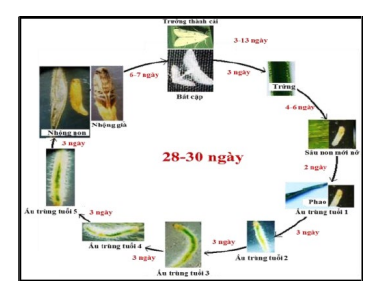 Trưởng thành cái
3-13 ngày
Bắt cặp
3 ngày
Trứng
4-6 ngày
Sâu non mới nở
2 ngày
Phao
Ấu trùng tuổi 1
3 ngày
Ấu trùng tuổi 2
3 ngày
Ấu trùng tuổi 3
3 ngày
Ấu trùng tuổi 4
3 ngày
Ấu trùng tuổi 5
3 ngày
Nhộng non
Nhộng già
6-7 ngày
28-30 ngày